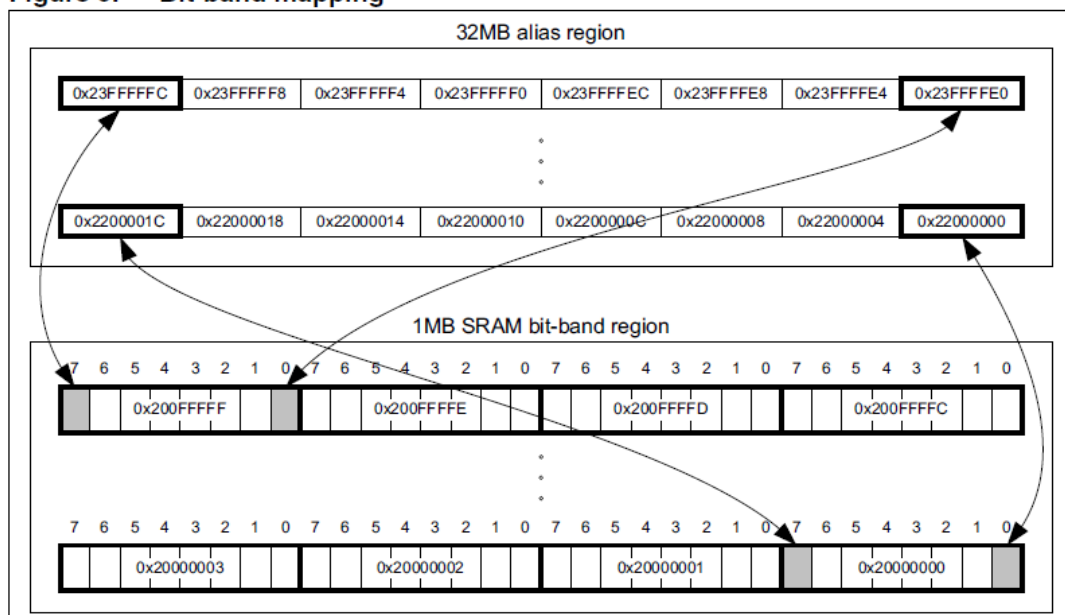 32MB alias region
0x23FFFFFC 0x23FFFFF8 0x23FFFFF4 0x23FFFFF0 0x23FFFFEC 0x23FFFFE8 0x23FFFFE4 0x23FFFFE0
0x2200001C 0x22000018 0x22000014 0x22000010 0x2200000C 0x22000008 0x22000004 0x22000000
1MB SRAM bit-band region
7 6 5 4 3 2 1 0 7 6 5 4 3 2 1 0 7 6 5 4 3 2 1 0 7 6 5 4 3 2 1 0
0x200FFFFF 0x200FFFFE 0x200FFFFD 0x200FFFFC
7 6 5 4 3 2 1 0 7 6 5 4 3 2 1 0 7 6 5 4 3 2 1 0 7 6 5 4 3 2 1 0
0x20000003 0x20000002 0x20000001 0x20000000